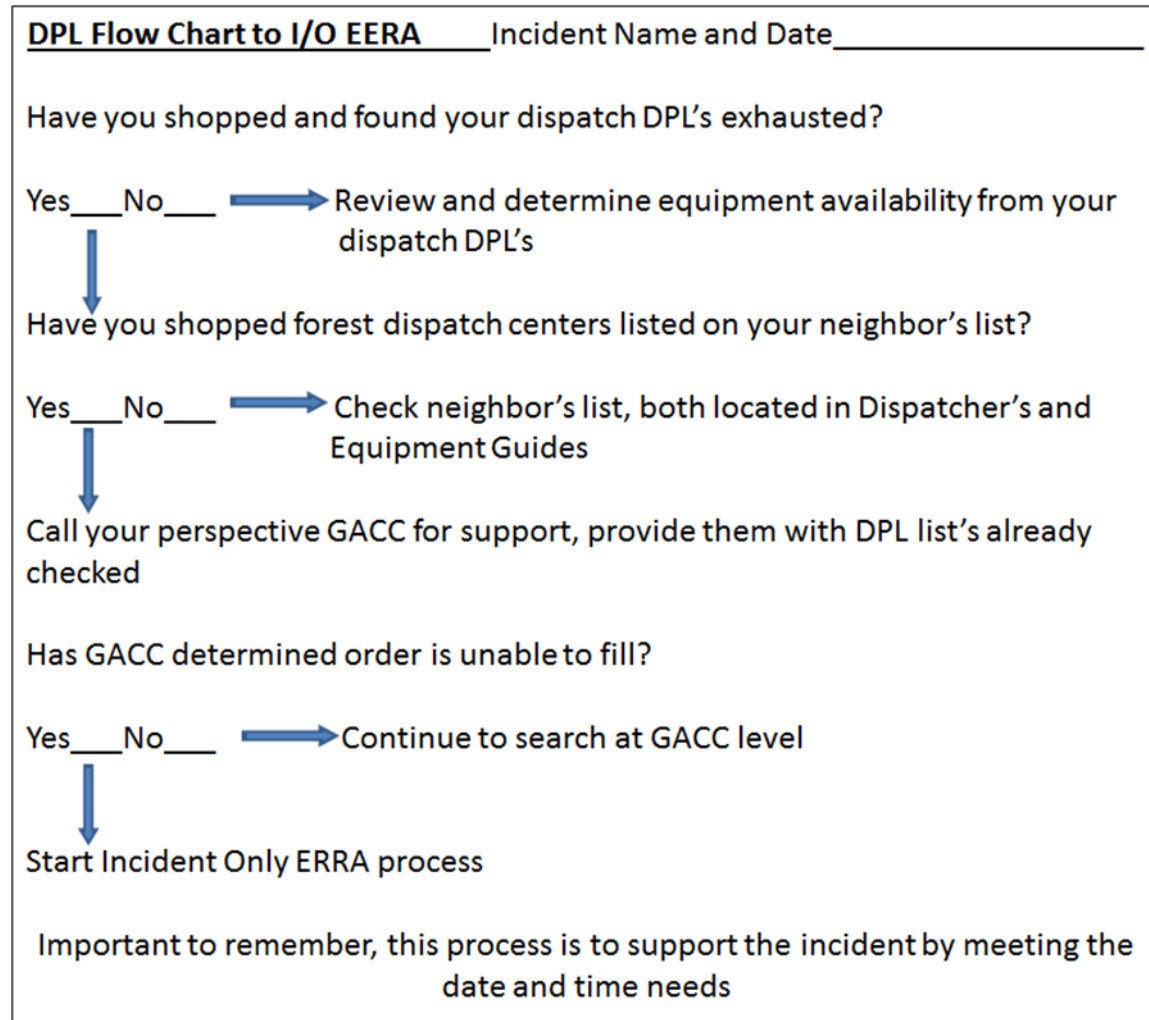 DPL Flow Chart to I/O EERA____Incident Name and Date__________________
Have you shopped and found your dispatch DPL's exhausted?
Yes___No___ Review and determine equipment availability from your
dispatch DPL's
Have you shopped forest dispatch centers listed on your neighbor's list?
Yes___No___ Check neighbor's list, both located in Dispatcher's and
Equipment Guides
Call your perspective GACC for support, provide them with DPL list's already
checked
Has GACC determined order is unable to fill?
Yes___No___ Continue to search at GACC level
Start Incident Only ERRA process
Important to remember, this process is to support the incident by meeting the
date and time needs